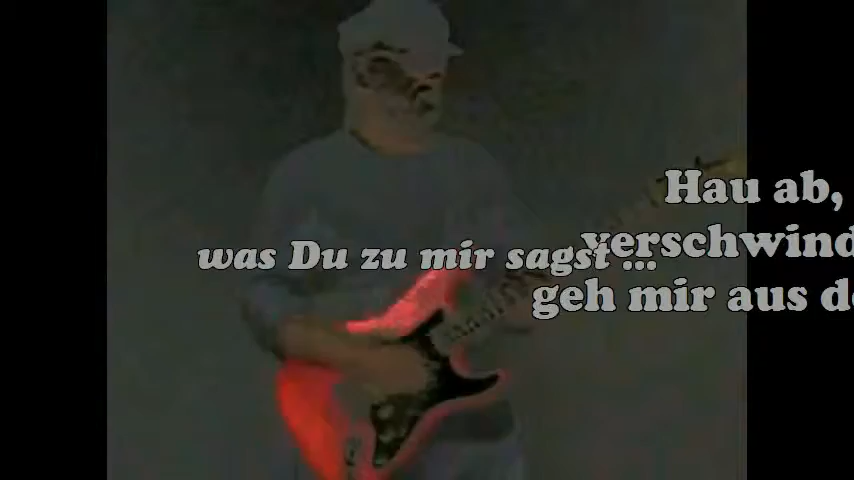 Hau ab,
was Du zu mir sagst ...
verschwind
geh mir aus